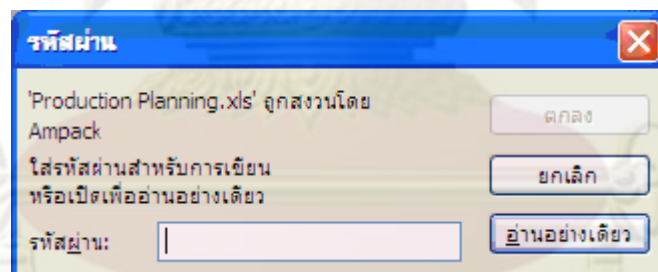 รหัสผ่าน
'Production Planning.xls' ถูกสงวนโดย
Ampack
ใส่รหัสผ่านสำหรับการเขียน
หรือเปิดเพื่ออ่านอย่างเดียว
รหัสผ่าน:
ตกลง
ยกเลิก
อ่านอย่างเดียว